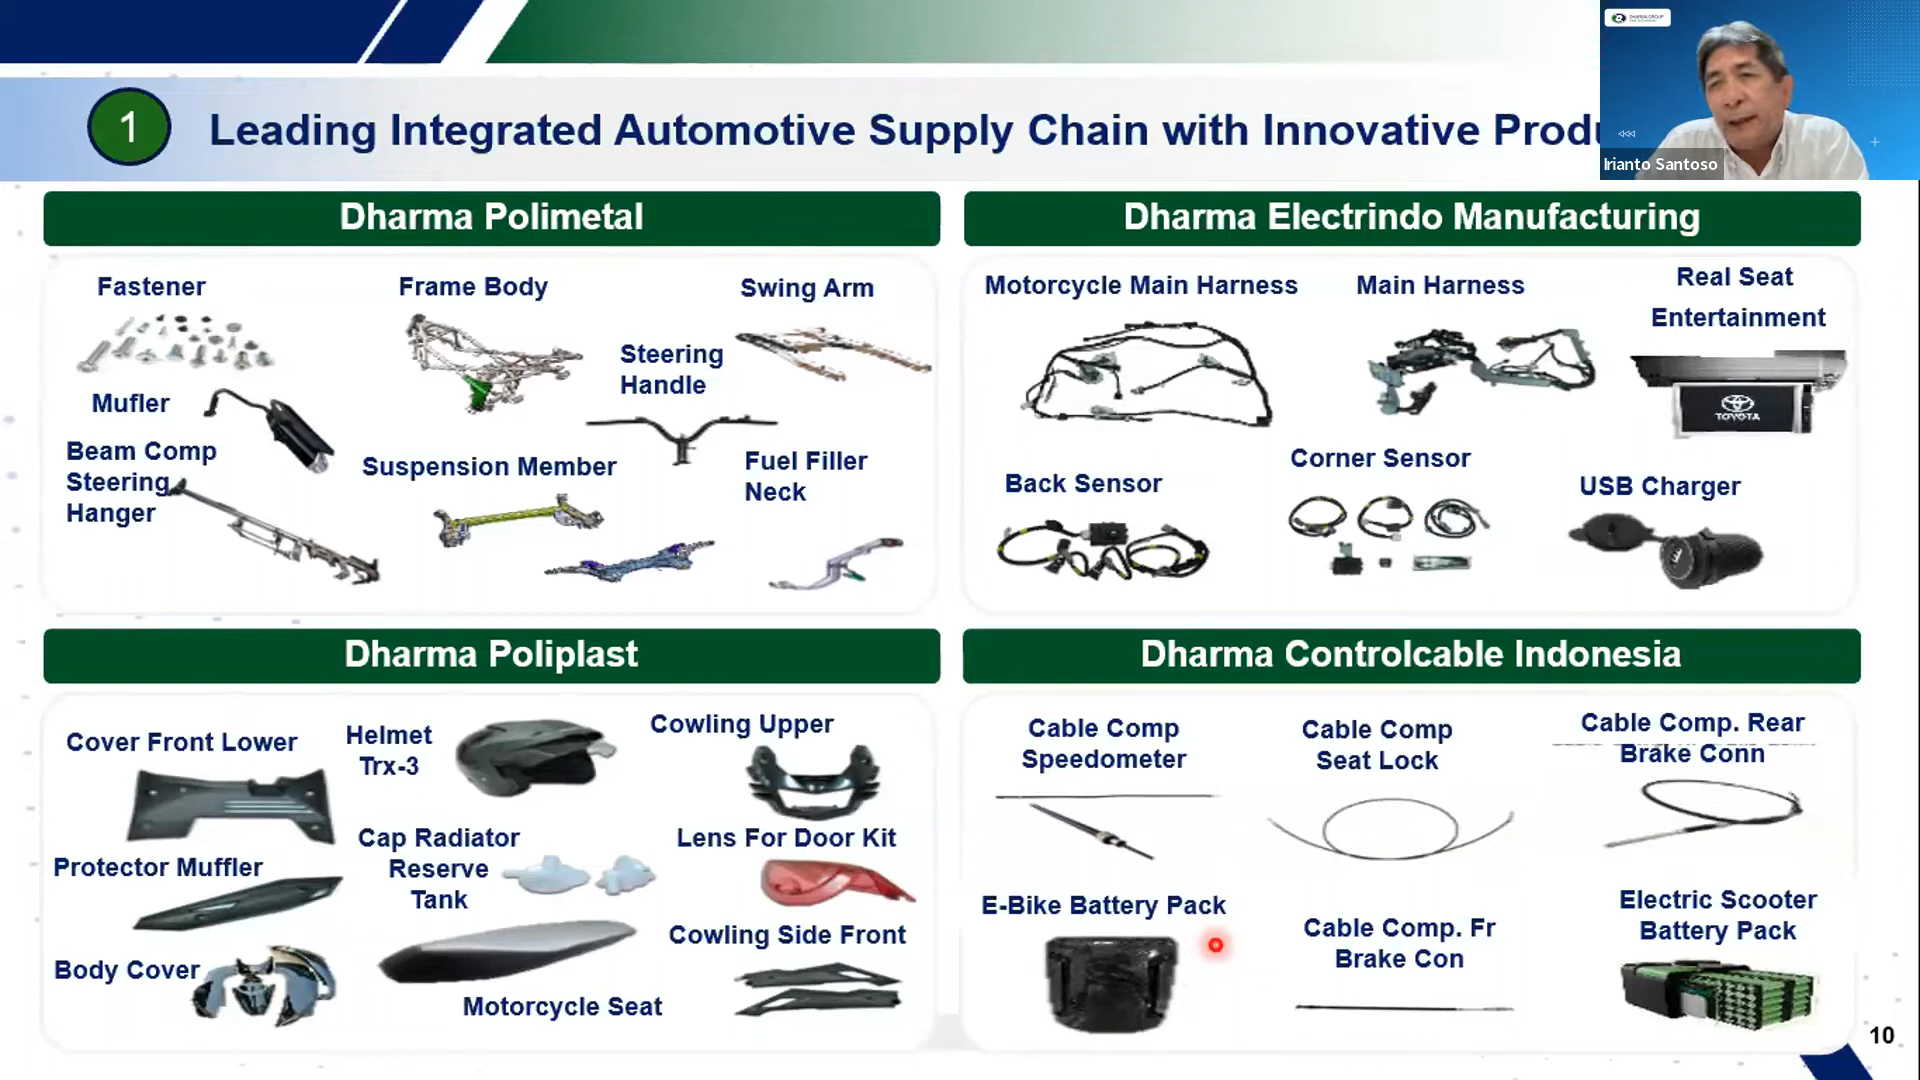 1
Leading Integrated Automotive Supply Chain with Innovative Produ
DHARMA GROUP
Irianto Santoso
Dharma Polimetal
Fastener
Frame Body
Swing Arm
Steering
Handle
Mufler
Beam Comp
Steering
Hanger
Suspension Member
Fuel Filler
Neck
Dharma Electrindo Manufacturing
Motorcycle Main Harness
Main Harness
Real Seat
Entertainment
TOYOTA
Back Sensor
Corner Sensor
USB Charger
Dharma Poliplast
Cover Front Lower
Helmet
Trx-3
Cowling Upper
Protector Muffler
Cap Radiator
Reserve
Tank
Lens For Door Kit
Body Cover
Motorcycle Seat
Cowling Side Front
Dharma Controlcable Indonesia
Cable Comp
Speedometer
Cable Comp
Seat Lock
Cable Comp. Rear
Brake Conn
E-Bike Battery Pack
Cable Comp. Fr
Brake Con
Electric Scooter
Battery Pack
10